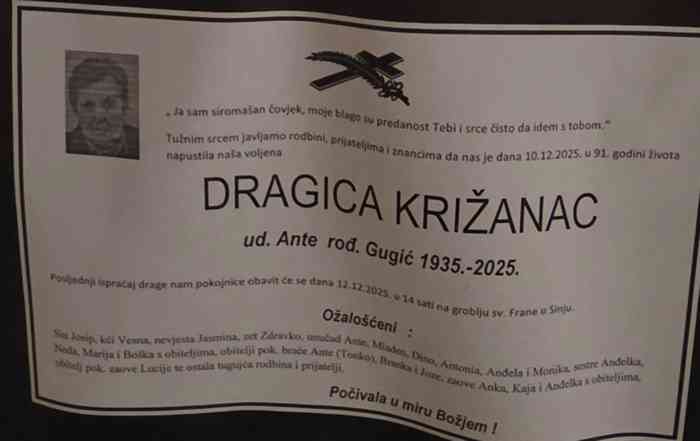 „ Ja sam siromašan čovjek, moje blago su predanost Tebi i srce čisto da idem s tobom.“
Tužnim srcem javljamo rodbini, prijateljima i znancima da nas je dana 10.12.2025. u 91. godini života
napustila naša voljena
DRAGICA KRIŽANAC
ud. Ante rođ. Gugić 1935.-2025.
Posljednji ispraćaj drage nam pokojnice obavit će se dana 12.12.2025. u 14 sati na groblju sv. Frane u Sinju.
Ožalošćeni :
Sin Josip, kći Vesna, nevjesta Jasmina, zet Zdravko, unučad Ante, Mladen, Dino, Antonia, Anđela i Monika, sestre Anđelka,
Neda, Marija i Boška s obiteljima, obitelji pok. braće Ante (Tonko), Branka i Joze, zaove Anka, Kaja i Anđelka s obiteljima,
obitelj pok. zaove Lucije te ostala tugujuća rodbina i prijatelji.
Počivala u miru Božjem !